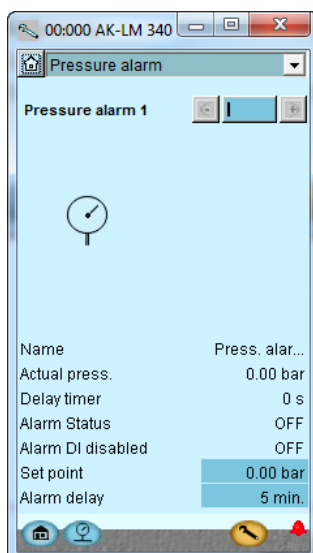 00:000 AK-LM 340
Pressure alarm
Pressure alarm 1
Name Press. alar...
Actual press. 0.00 bar
Delay timer 0 s
Alarm Status OFF
Alarm DI disabled OFF
Set point 0.00 bar
Alarm delay 5 min.